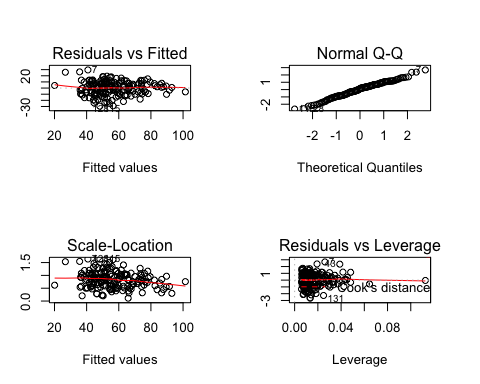 Residuals vs Fitted
20
-30
7
20 40 60 80 100
Fitted values
Normal Q-Q
1
-2
-2 -1 0 1 2
Theoretical Quantiles
Scale-Location
1.5
0.0
20 40 60 80 100
Fitted values
Residuals vs Leverage
1
-3
43
Cook's distance
131
0.00 0.04 0.08
Leverage